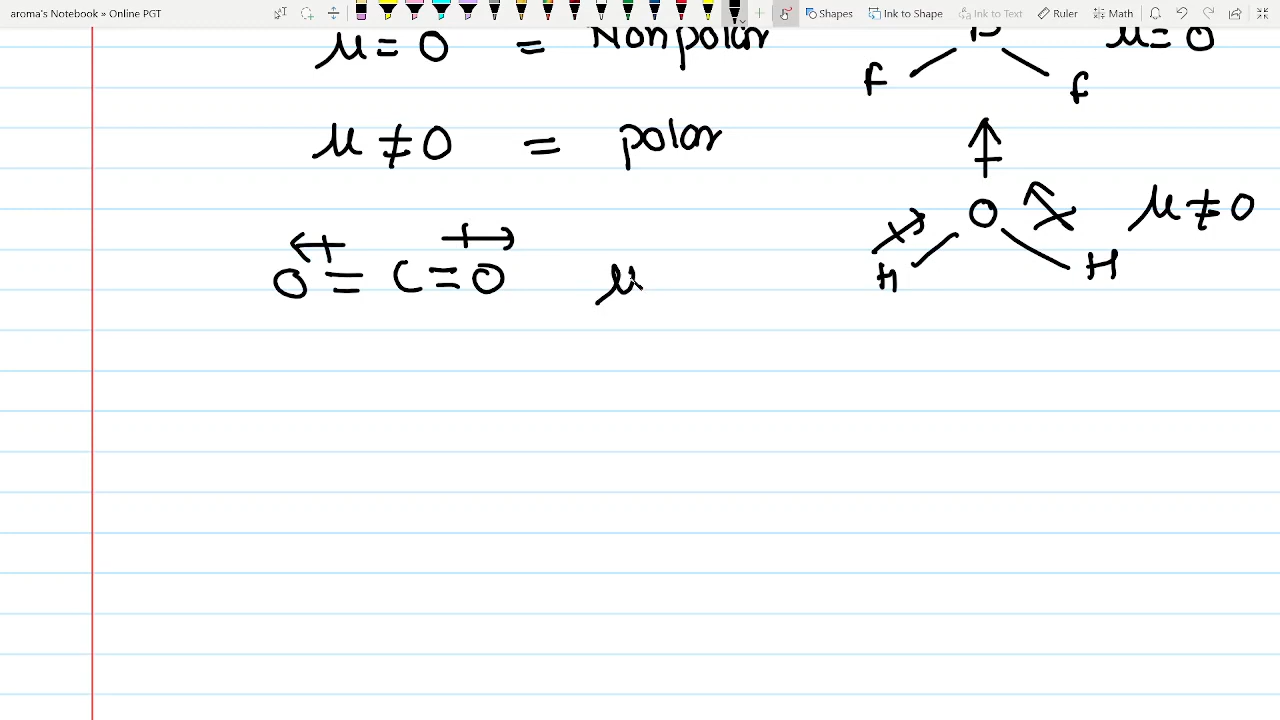 aroma's Notebook » Online PGT
Shapes Ink to Shape Ink to Text Ruler Math
μ = 0 = Nonpolar
F F μ = 0
μ ≠ 0 = polar
O = C = O μ
O H H μ ≠ 0